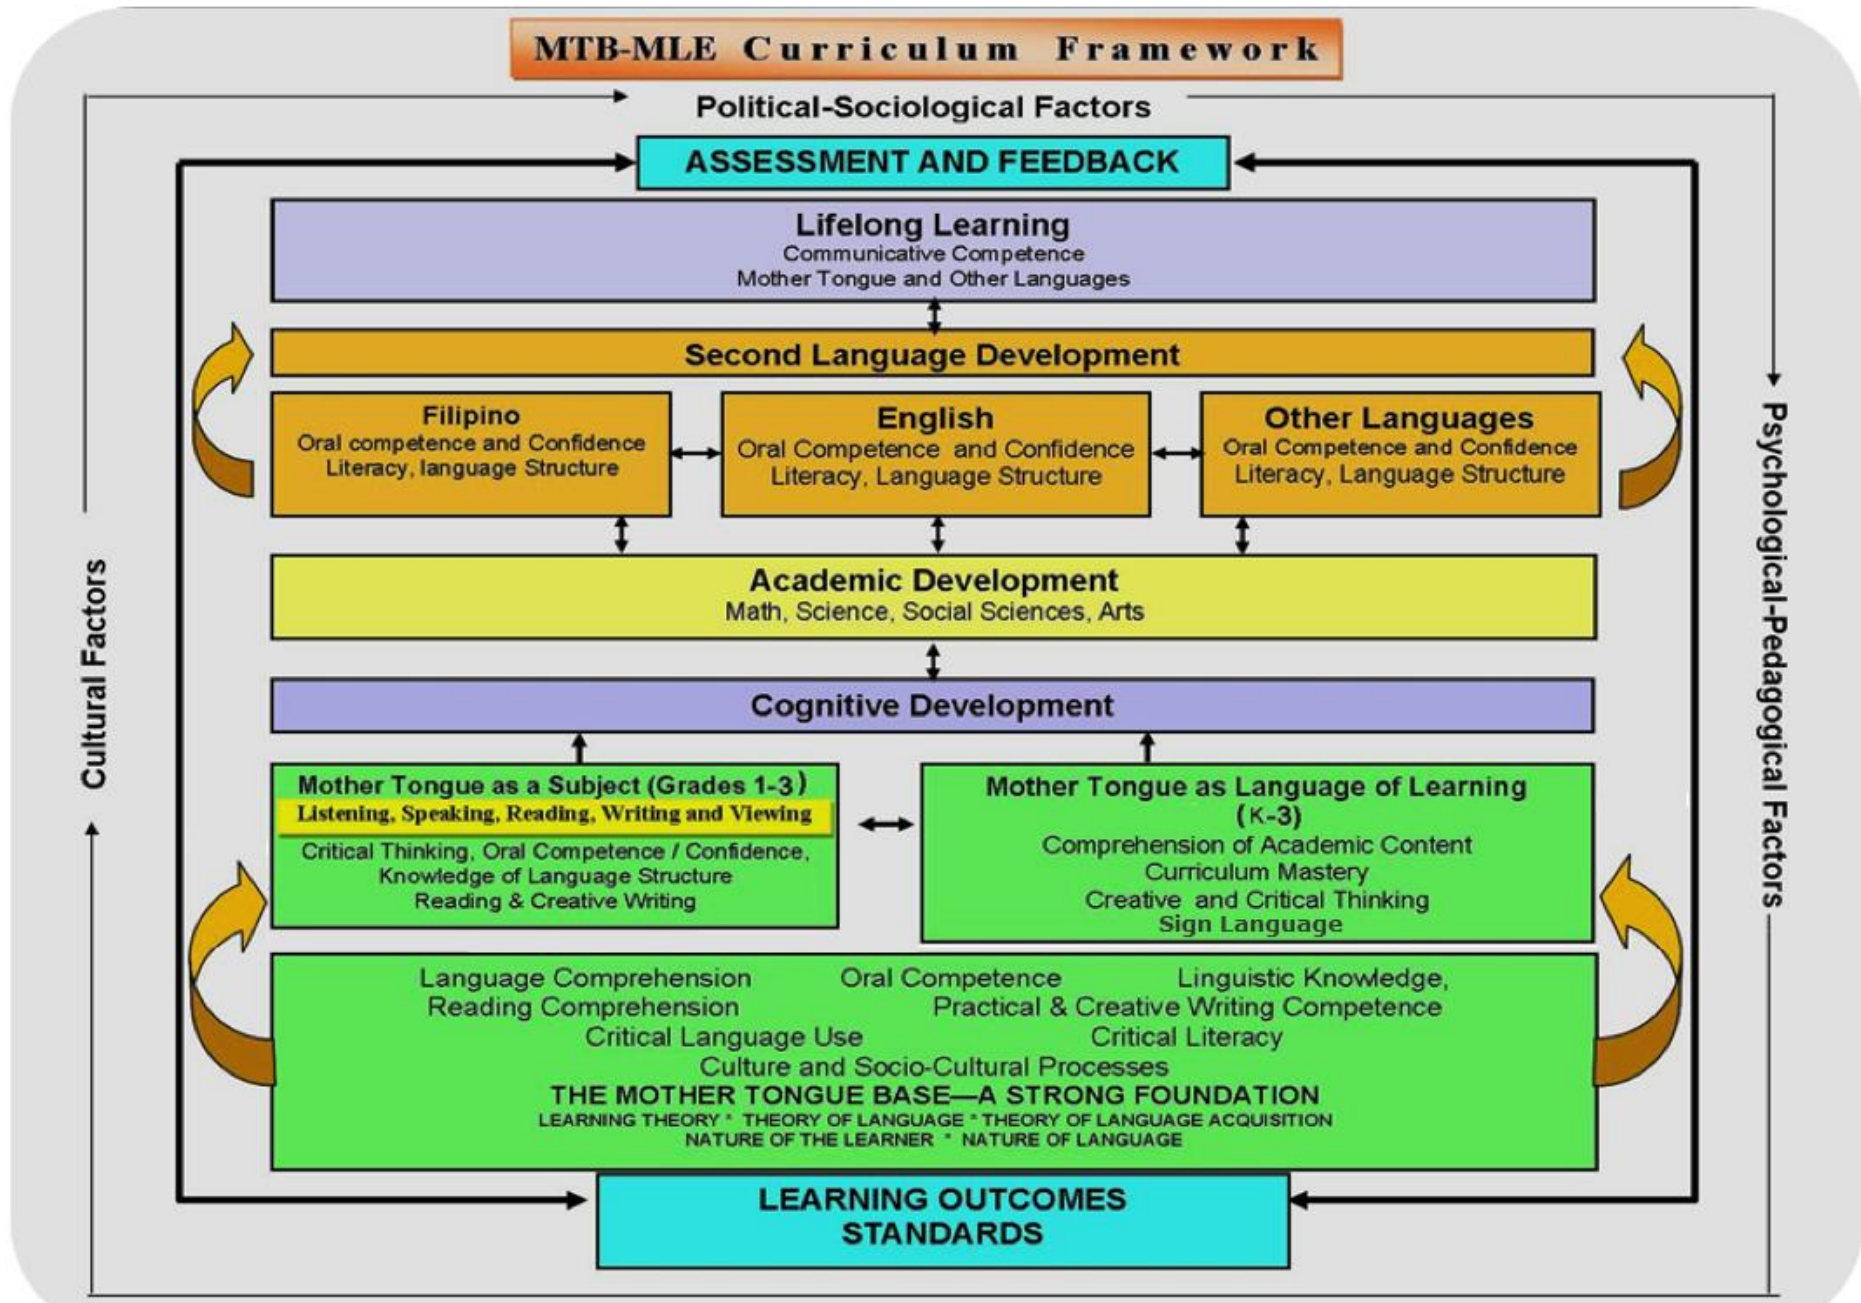 MTB-MLE Curriculum Framework
Political-Sociological Factors
ASSESSMENT AND FEEDBACK
Lifelong Learning
Communicative Competence
Mother Tongue and Other Languages
Second Language Development
Filipino
Oral competence and Confidence
Literacy, language Structure
English
Oral Competence and Confidence
Literacy, Language Structure
Other Languages
Oral Competence and Confidence
Literacy, Language Structure
Academic Development
Math, Science, Social Sciences, Arts
Cognitive Development
Mother Tongue as a Subject (Grades 1-3)
Listening, Speaking, Reading, Writing and Viewing
Critical Thinking, Oral Competence / Confidence,
Knowledge of Language Structure
Reading & Creative Writing
Mother Tongue as Language of Learning
(K-3)
Comprehension of Academic Content
Curriculum Mastery
Creative and Critical Thinking
Sign Language
Language Comprehension Oral Competence Linguistic Knowledge,
Reading Comprehension Practical & Creative Writing Competence
Critical Language Use Critical Literacy
Culture and Socio-Cultural Processes
THE MOTHER TONGUE BASE—A STRONG FOUNDATION
LEARNING THEORY * THEORY OF LANGUAGE * THEORY OF LANGUAGE ACQUISITION
NATURE OF THE LEARNER * NATURE OF LANGUAGE
LEARNING OUTCOMES
STANDARDS
Cultural Factors
Psychological-Pedagogical Factors